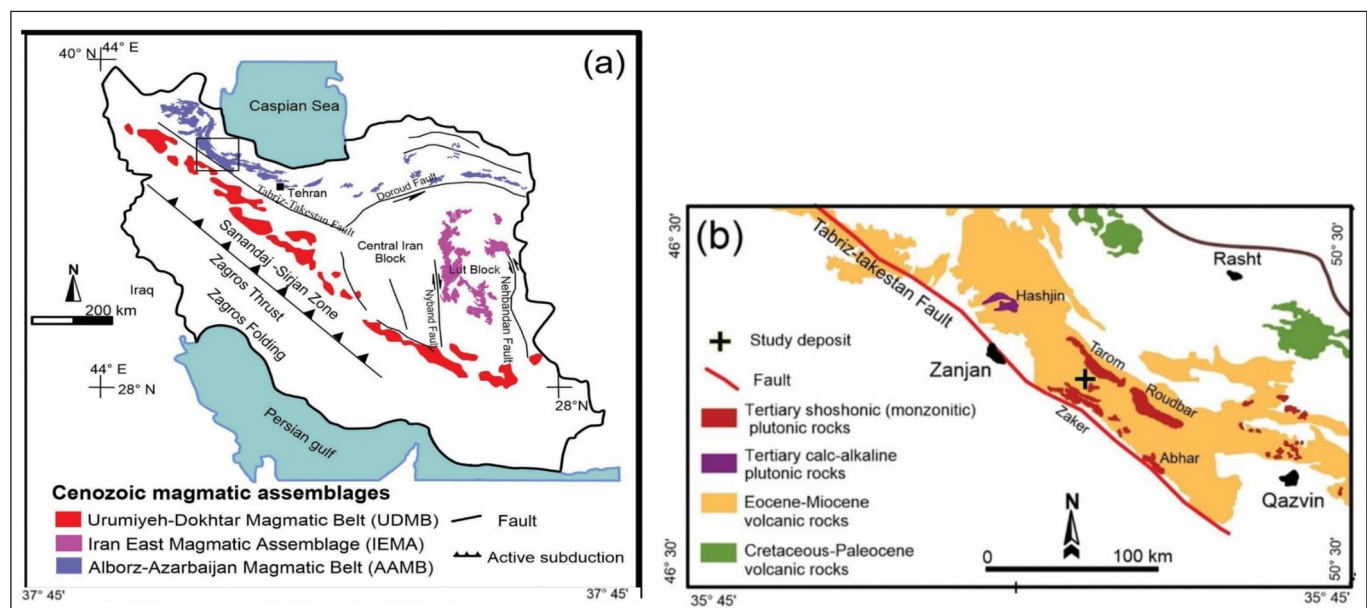 (a)
44° E
40° N
Caspian Sea
Tehran
Tabriz-Takestan Fault
Doroud Fault
Sanandaj -Sirjan Zone
Central Iran
Block
Lut Block
Nyband Fault
Nehbandan Fault
Zagros Thrust
Zagros Folding
N
Iraq
200 km
44° E
28° N
28°N
Persian gulf
Cenozoic magmatic assemblages
Urumiyeh-Dokhtar Magmatic Belt (UDMB)
Iran East Magmatic Assemblage (IEMA)
Alborz-Azarbaijan Magmatic Belt (AAMB)
Fault
Active subduction
37° 45'
37° 45'
(b)
46° 30'
50° 30'
Tabriz-takestan Fault
Rasht
Hashjin
Zanjan
Tarom
Roudbar
Zaker
Abhar
Qazvin
Study deposit
Fault
Tertiary shoshonic (monzonitic)
plutonic rocks
Tertiary calc-alkaline
plutonic rocks
Eocene-Miocene
volcanic rocks
Cretaceous-Paleocene
volcanic rocks
N
0 100 km
46° 30'
50° 30'
35° 45'
35° 45'